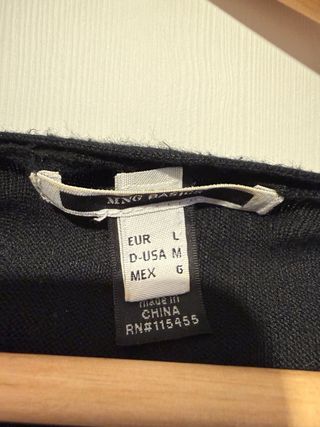 MNG BASICS
EUR L
D-USA M
MEX G
made in
CHINA
RN#115455